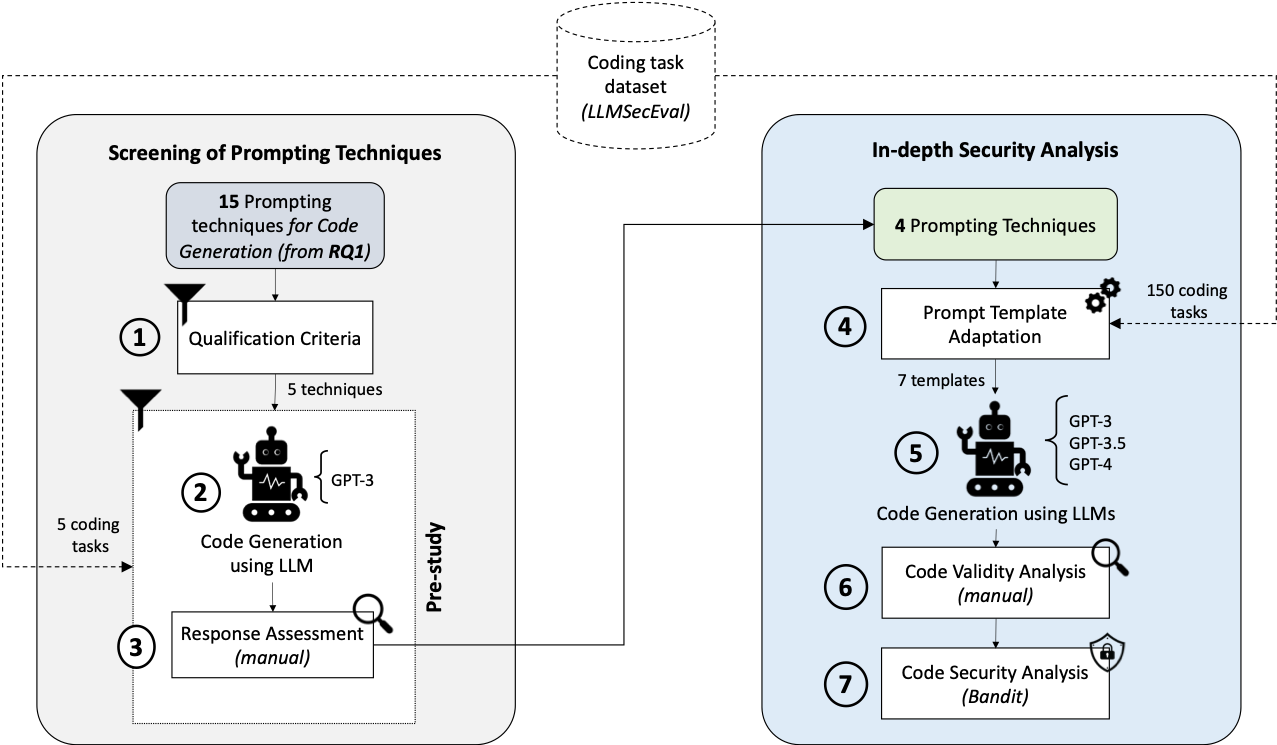 Coding task
dataset
(LLMSecEval)
Screening of Prompting Techniques
15 Prompting
techniques for Code
Generation (from RQ1)
1
Qualification Criteria
5 techniques
2
GPT-3
Code Generation
using LLM
5 coding
tasks
Pre-study
3
Response Assessment
(manual)
In-depth Security Analysis
4 Prompting Techniques
150 coding
tasks
4
Prompt Template
Adaptation
7 templates
5
GPT-3
GPT-3.5
GPT-4
Code Generation using LLMs
6
Code Validity Analysis
(manual)
7
Code Security Analysis
(Bandit)